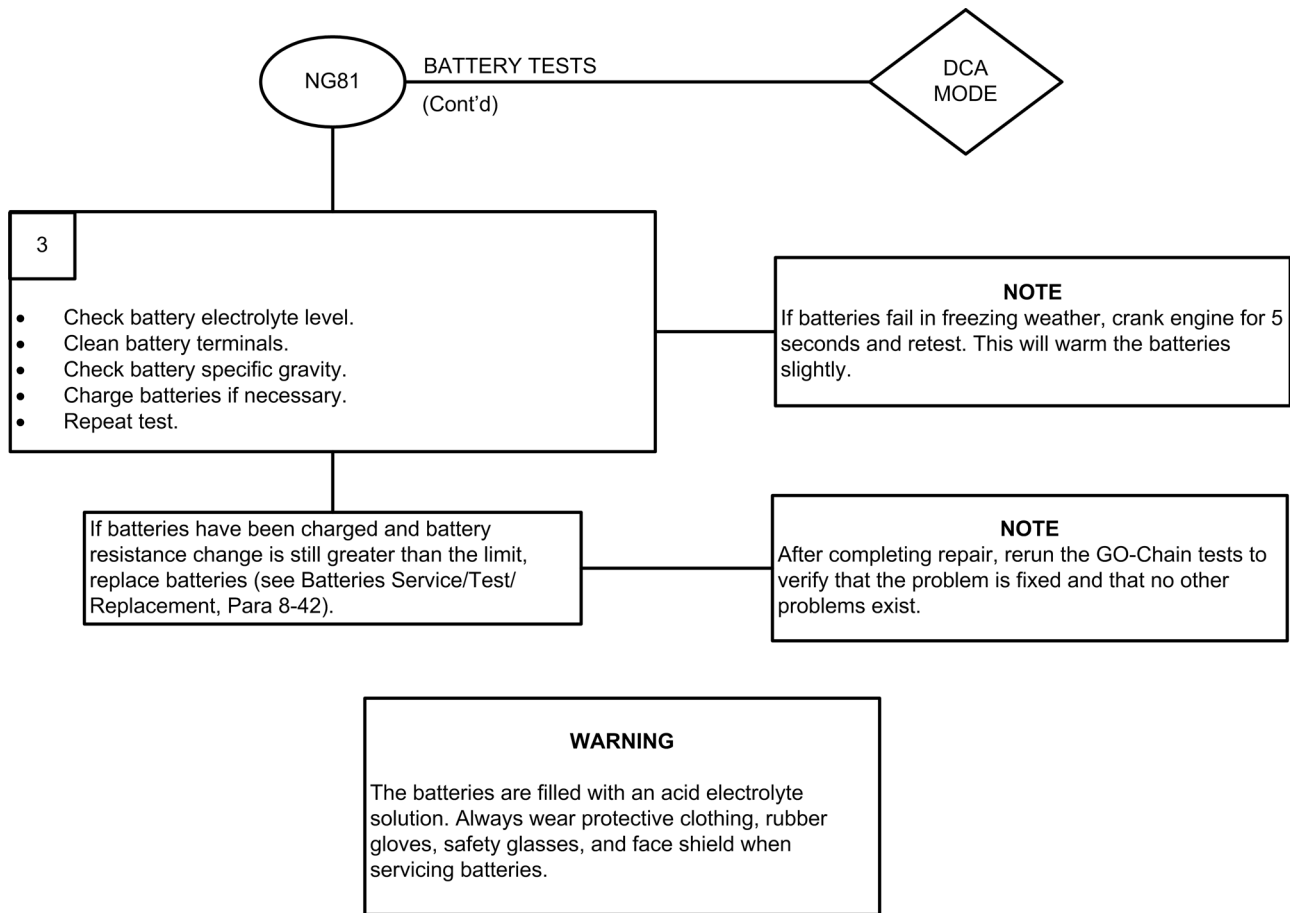 NG81
BATTERY TESTS
(Cont'd)
DCA
MODE
3
• Check battery electrolyte level.
• Clean battery terminals.
• Check battery specific gravity.
• Charge batteries if necessary.
• Repeat test.
NOTE
If batteries fail in freezing weather, crank engine for 5
seconds and retest. This will warm the batteries
slightly.
If batteries have been charged and battery
resistance change is still greater than the limit,
replace batteries (see Batteries Service/Test/
Replacement, Para 8-42).
NOTE
After completing repair, rerun the GO-Chain tests to
verify that the problem is fixed and that no other
problems exist.
WARNING
The batteries are filled with an acid electrolyte
solution. Always wear protective clothing, rubber
gloves, safety glasses, and face shield when
servicing batteries.